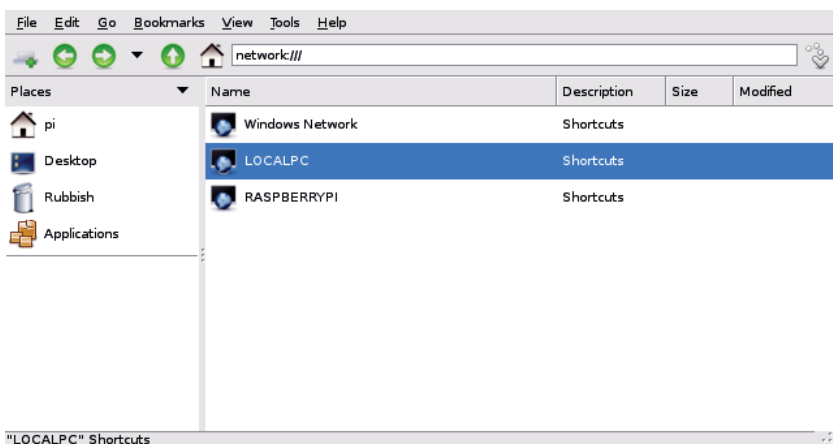 File Edit Go Bookmarks View Tools Help
network:///
Places Name Description Size Modified
pi Windows Network Shortcuts
Desktop LOCALPC Shortcuts
Rubbish RASPBERRYPI Shortcuts
Applications
"LOCALPC" Shortcuts